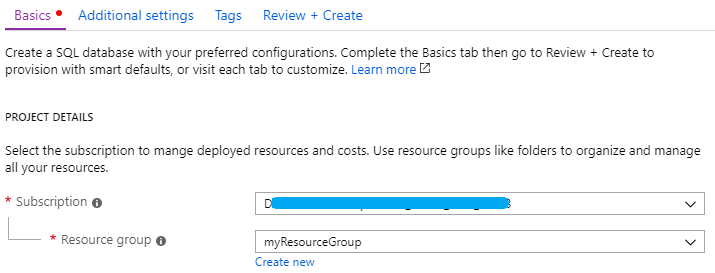 Basics Additional settings Tags Review + Create
Create a SQL database with your preferred configurations. Complete the Basics tab then go to Review + Create to
provision with smart defaults, or visit each tab to customize. Learn more
PROJECT DETAILS
Select the subscription to mange deployed resources and costs. Use resource groups like folders to organize and manage
all your resources.
* Subscription
* Resource group myResourceGroup
Create new